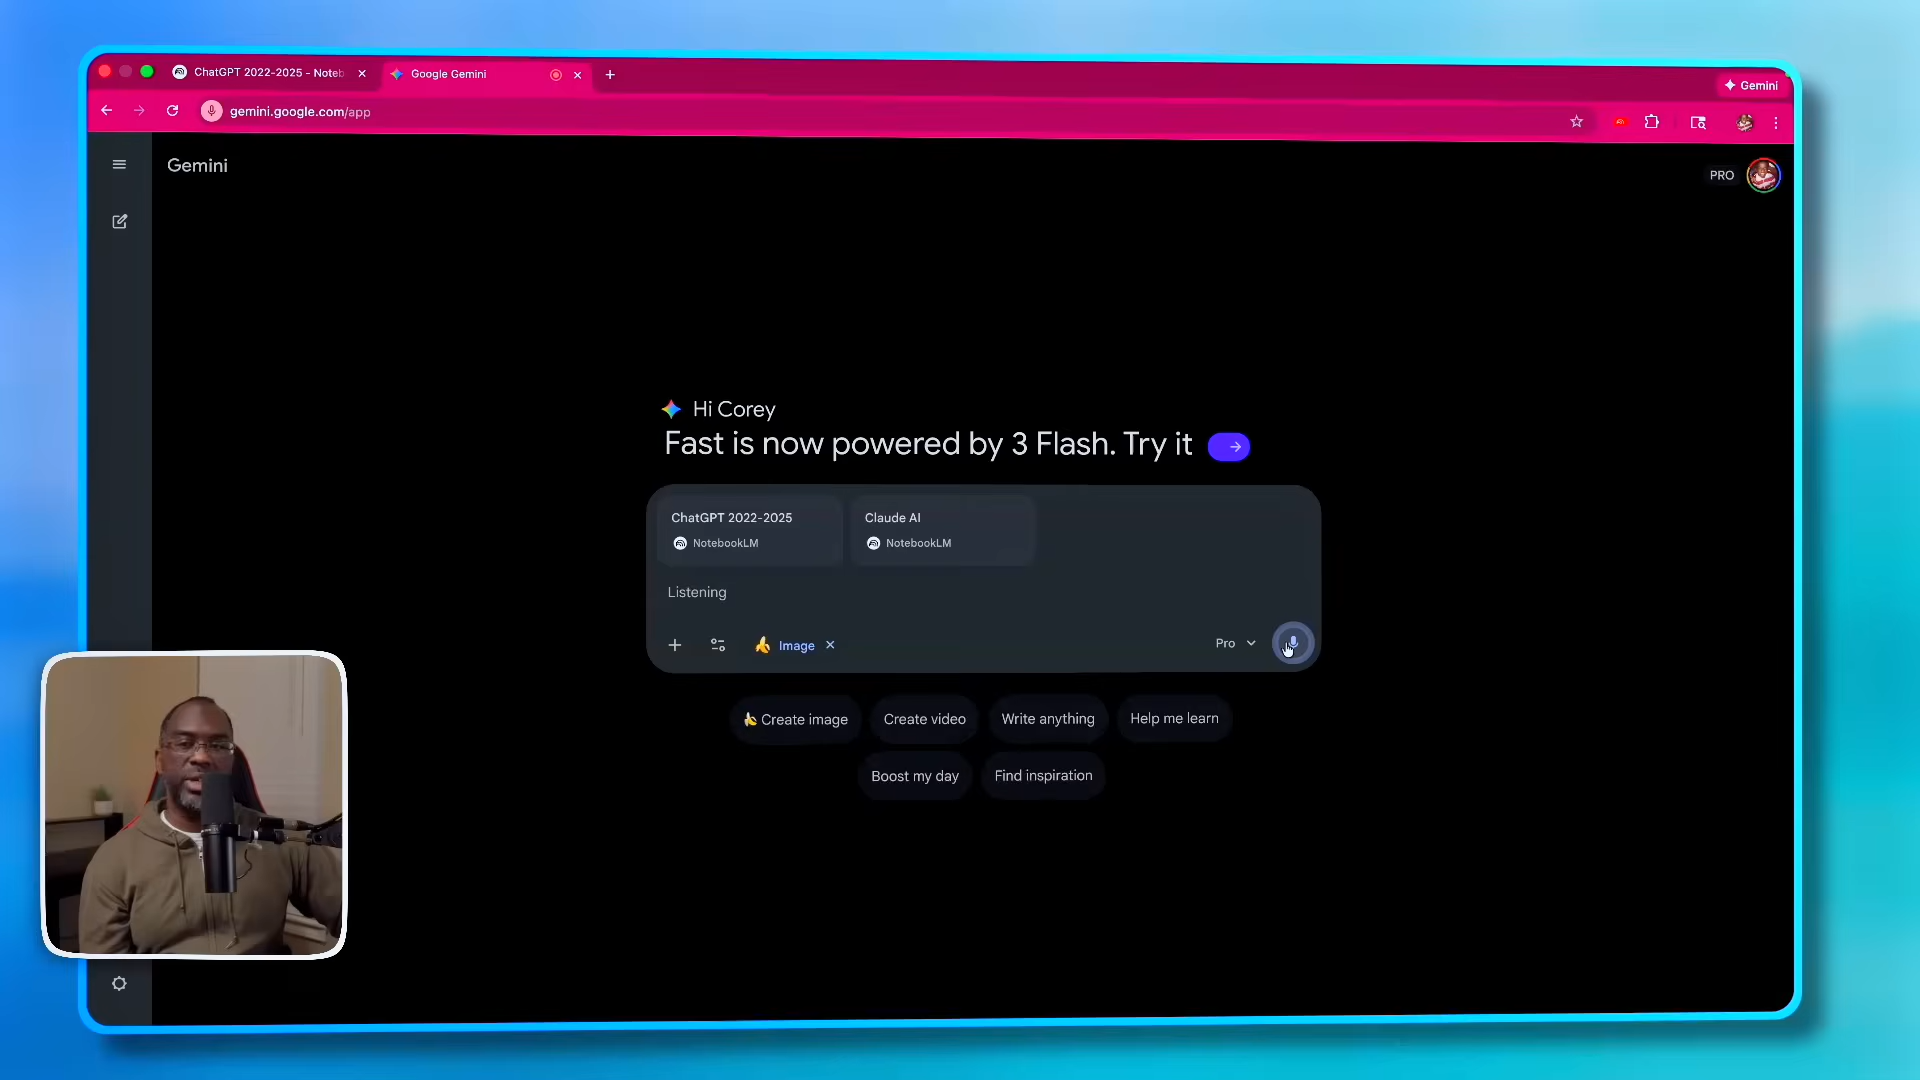 ChatGPT 2022-2025 - Noteb
Google Gemini
Gemini
gemini.google.com/app
Gemini
PRO
Hi Corey
Fast is now powered by 3 Flash. Try it
ChatGPT 2022-2025
NotebookLM
Claude AI
NotebookLM
Listening
Image
Pro
Create image
Create video
Write anything
Help me learn
Boost my day
Find inspiration